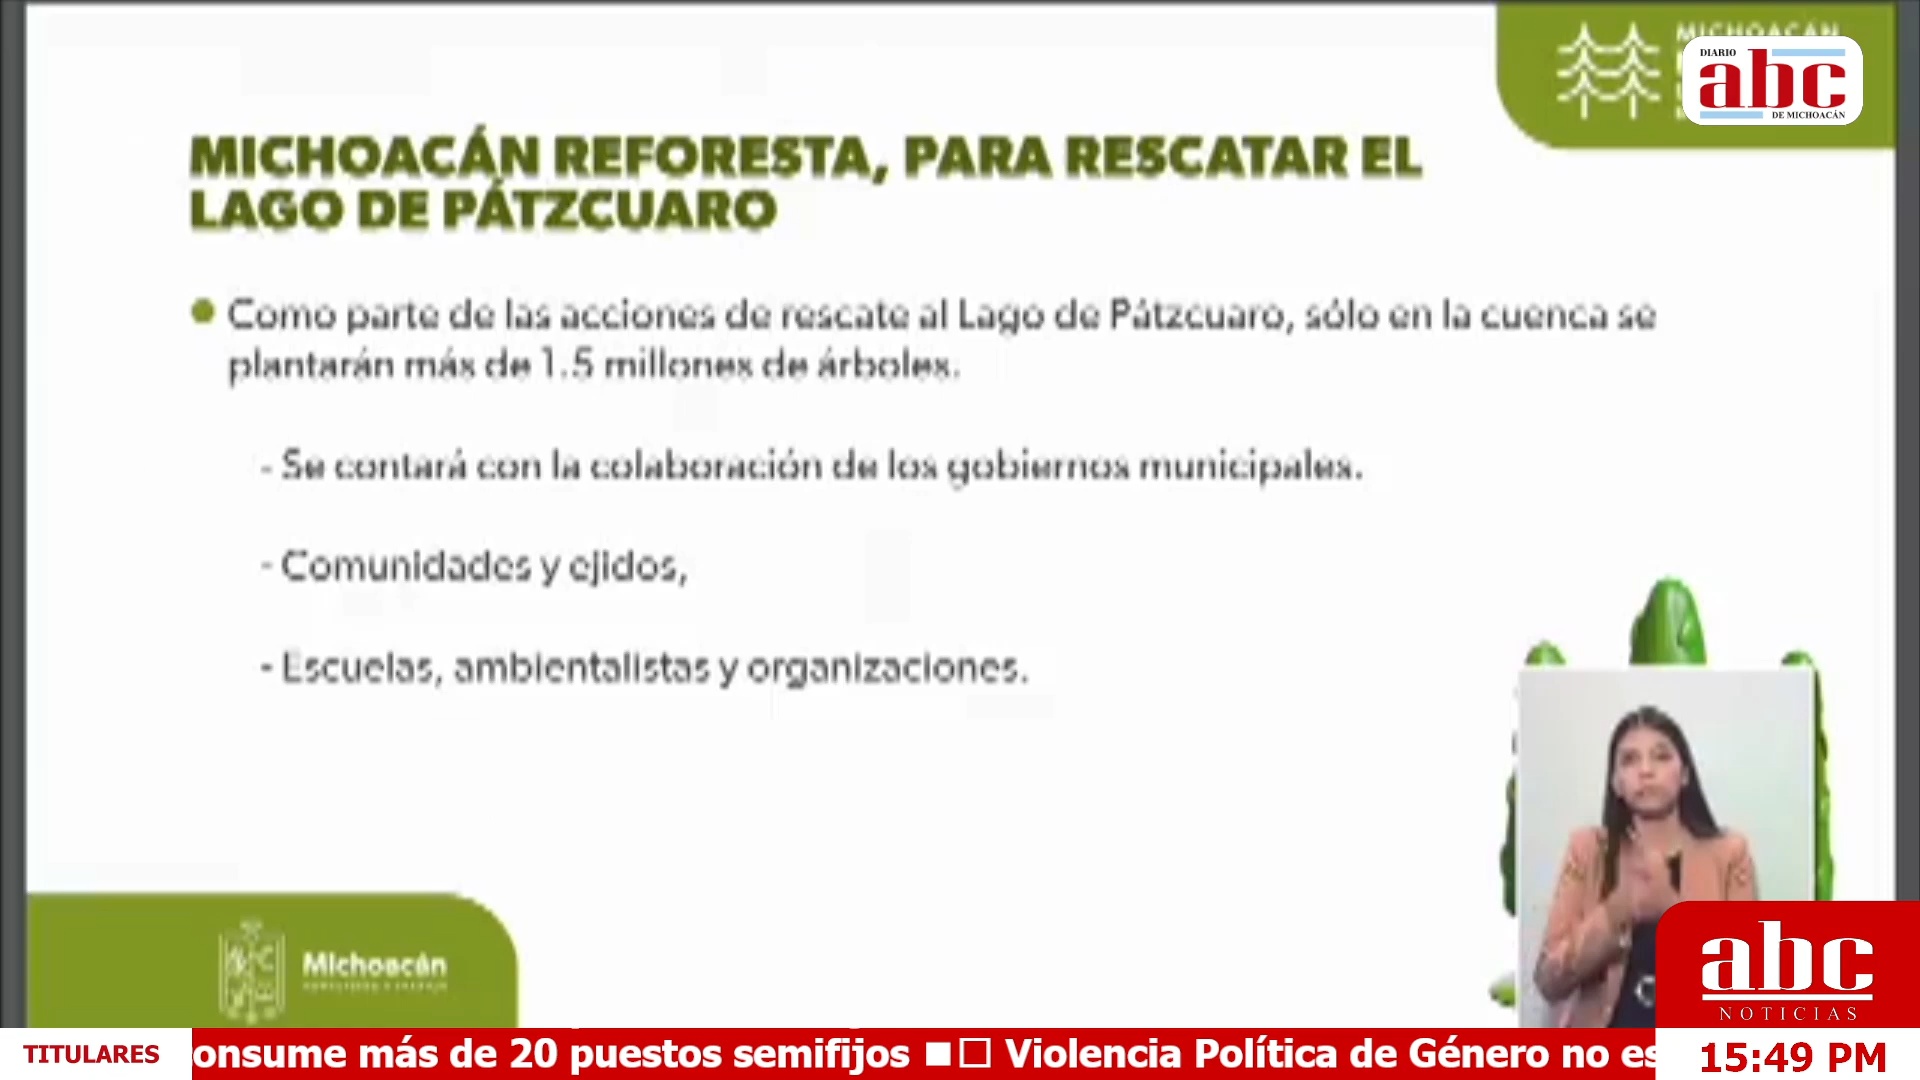 MICHOACÁN
DIARIO
abc
DE MICHOACÁN
MICHOACÁN REFORESTA, PARA RESCATAR EL
LAGO DE PÁTZCUARO
Como parte de las acciones de rescate al Lago de Pátzcuaro, sólo en la cuenca se
plantarán más de 1.5 millones de árboles.
- Se contará con la colaboración de los gobiernos municipales.
- Comunidades y ejidos,
- Escuelas, ambientalistas y organizaciones.
Michoacán
abc
NOTICIAS
TITULARES
onsume más de 20 puestos semifijos ■□ Violencia Política de Género no es
15:49 PM